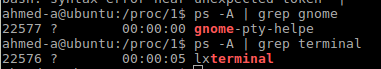 bash: syntax error near unexpected token `|'
ahmed-a@ubuntu:/proc/1$ ps -A | grep gnome
22577 ?        00:00:00 gnome-pty-helpe
ahmed-a@ubuntu:/proc/1$ ps -A | grep terminal
22576 ?        00:00:05 lxterminal